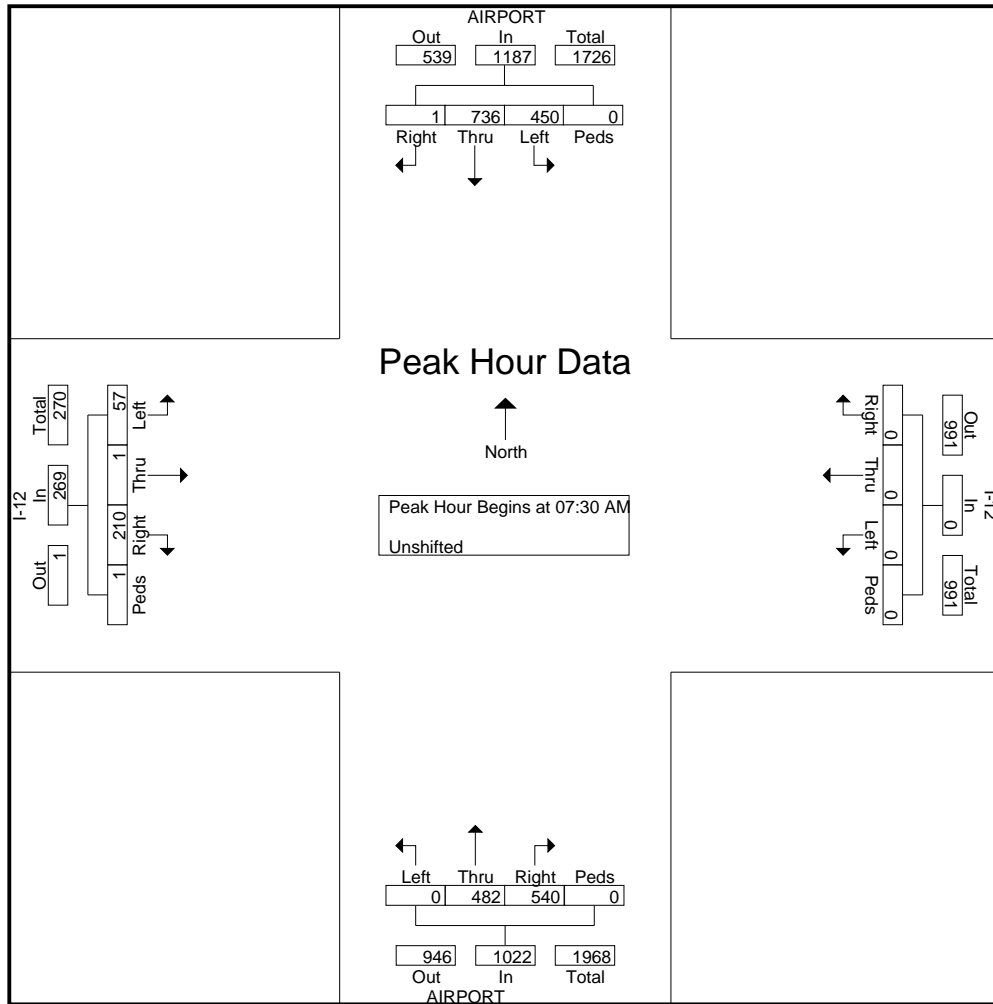 AIRPORT
Out In Total
539 1187 1726
1 736 450 0
Right Thru Left Peds
Peak Hour Data
North
Peak Hour Begins at 07:30 AM
Unshifted
I-12
Total In Out
270 269 1
57 1 210 1
Left Thru Right Peds
Right Thru Left Peds
0 0 0 0
Out In Total
991 0 991
I-12
Left Thru Right Peds
0 482 540 0
946 1022 1968
Out In Total
AIRPORT